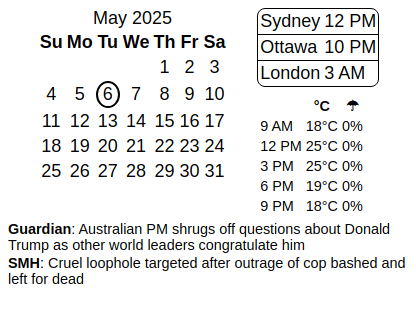 May 2025
Su Mo Tu We Th Fr Sa
1 2 3
4 5 6 7 8 9 10
11 12 13 14 15 16 17
18 19 20 21 22 23 24
25 26 27 28 29 30 31
Sydney 12 PM
Ottawa 10 PM
London 3 AM
°C ☂
9 AM 18°C 0%
12 PM 25°C 0%
3 PM 25°C 0%
6 PM 19°C 0%
9 PM 18°C 0%
Guardian: Australian PM shrugs off questions about Donald
Trump as other world leaders congratulate him
SMH: Cruel loophole targeted after outrage of cop bashed and
left for dead